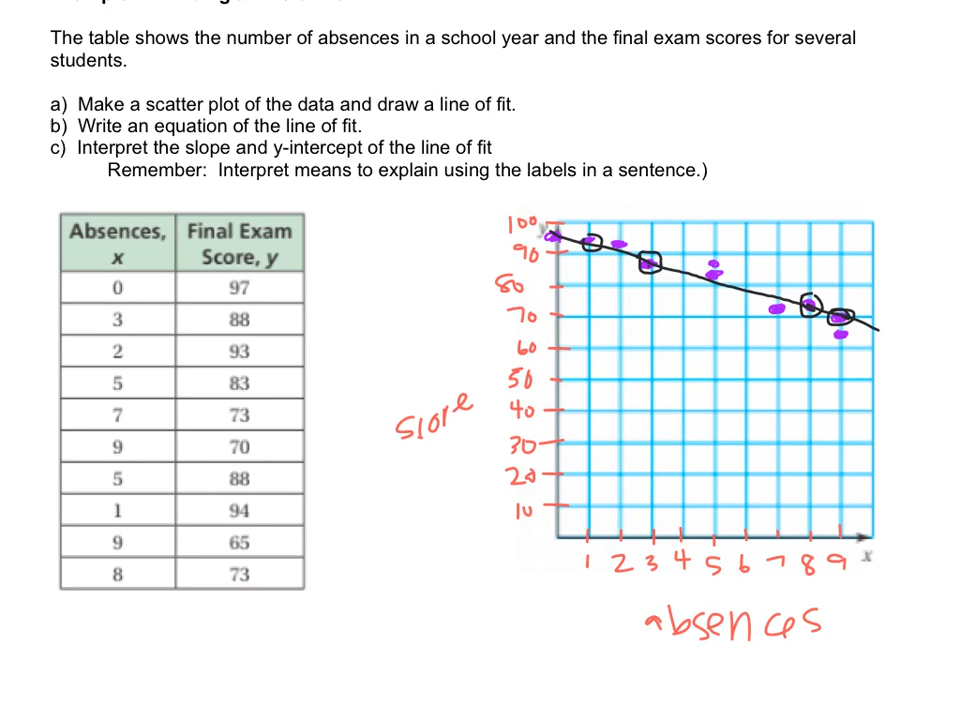 The table shows the number of absences in a school year and the final exam scores for several
students.
a) Make a scatter plot of the data and draw a line of fit.
b) Write an equation of the line of fit.
c) Interpret the slope and y-intercept of the line of fit
Remember: Interpret means to explain using the labels in a sentence.)
Absences, x Final Exam Score, y
0 97
3 88
2 93
5 83
7 73
9 70
5 88
1 94
9 65
8 73
y
100
90
80
70
60
50
40
30
20
10
score
1 2 3 4 5 6 7 8 9 x
absences